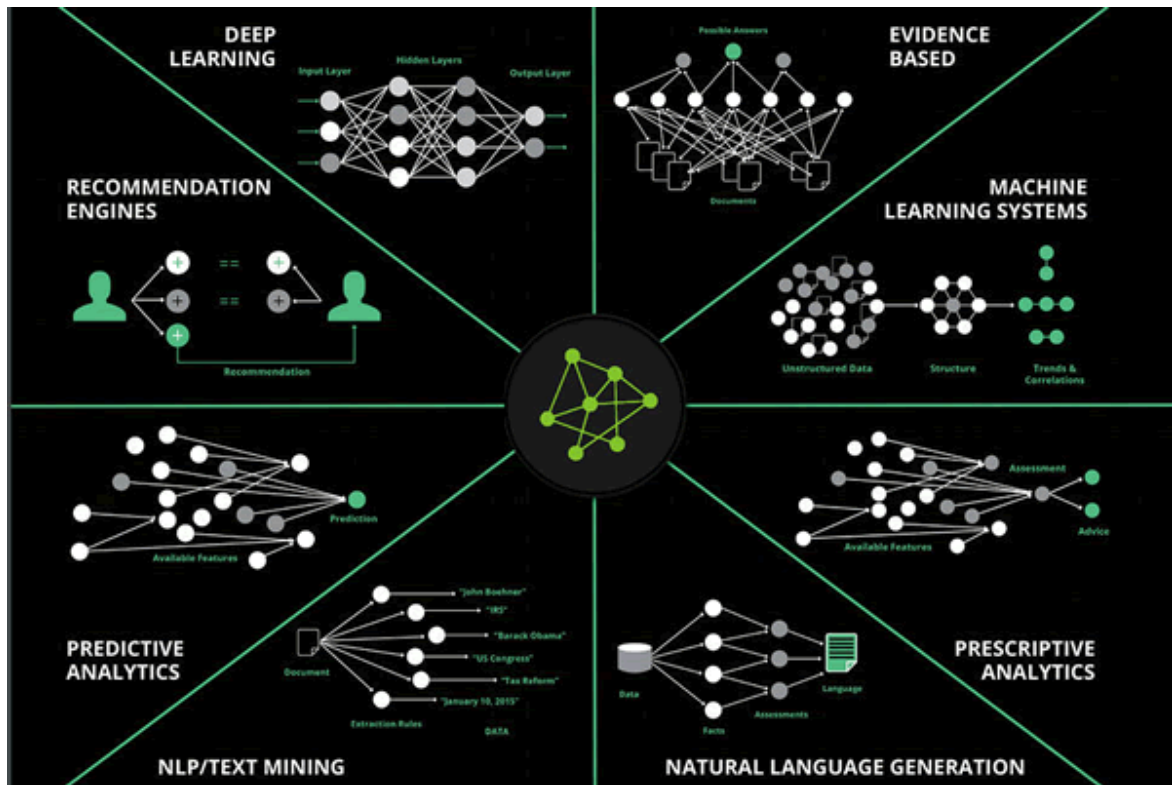 DEEP
LEARNING
Input Layer
Hidden Layers
Output Layer
EVIDENCE
BASED
Possible Answers
Documents
RECOMMENDATION
ENGINES
+ == +
+ == +
+
Recommendation
MACHINE
LEARNING SYSTEMS
Unstructured Data
Structure
Trends &
Correlations
Prediction
Available Features
PREDICTIVE
ANALYTICS
Assessment
Advice
Available Features
PRESCRIPTIVE
ANALYTICS
Document
"John Boehner"
"IRS"
"Barack Obama"
"US Congress"
"Tax Reform"
"January 10, 2015"
Extraction Rules
DATA
NLP/TEXT MINING
Data
Facts
Assessments
Language
NATURAL LANGUAGE GENERATION